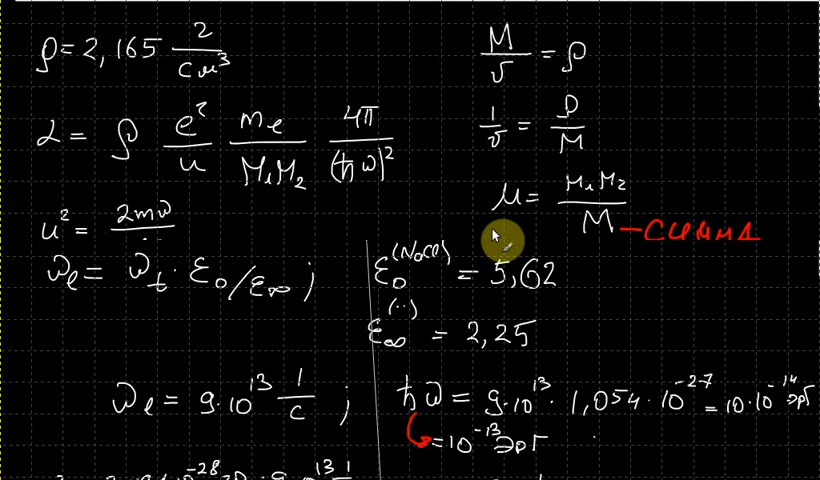 ρ = 2,165 г/см³
M/v = ρ
1/v = ρ/M
α = ρ e²/u mₑ/M₁M₂ 4π/(ħω)²
μ = M₁M₂/M — сумма
u² = 2mω/ħ
ωₗ = ωₜ · ε₀/ε∞ ;
ε₀^(NaCl) = 5,62
ε∞^(··) = 2,25
ωₗ = 9·10¹³ 1/с ;
ħω = 9·10¹³ · 1,054·10⁻²⁷ = 10·10⁻¹⁴ эрг
= 10⁻¹³ эрг